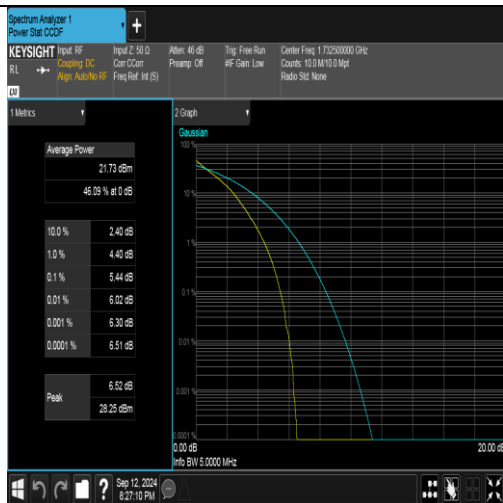 Spectrum Analyzer 1
Power Stat CCDF
KEYSIGHT
RL
Input: RF
Coupling: DC
Align: Auto/No RF
Input Z: 50 Ω
Corr CCorr
Freq Ref: Int (S)
Atten: 46 dB
Preamp: Off
Trig: Free Run
#IF Gain: Low
Center Freq: 1.732500000 GHz
Counts: 10.0 M/10.0 Mpt
Radio Std: None
1 Metrics
Average Power
21.73 dBm
46.09 % at 0 dB
10.0 % 2.40 dB
1.0 % 4.40 dB
0.1 % 5.44 dB
0.01 % 6.02 dB
0.001 % 6.30 dB
0.0001 % 6.51 dB
Peak
6.52 dB
28.25 dBm
2 Graph
Gaussian
100 %
10 %
1 %
0.1 %
0.01 %
0.001 %
0.0001 %
0.00 dB
20.00 dB
Info BW 5.0000 MHz
Sep 12, 2024
8:27:10 PM